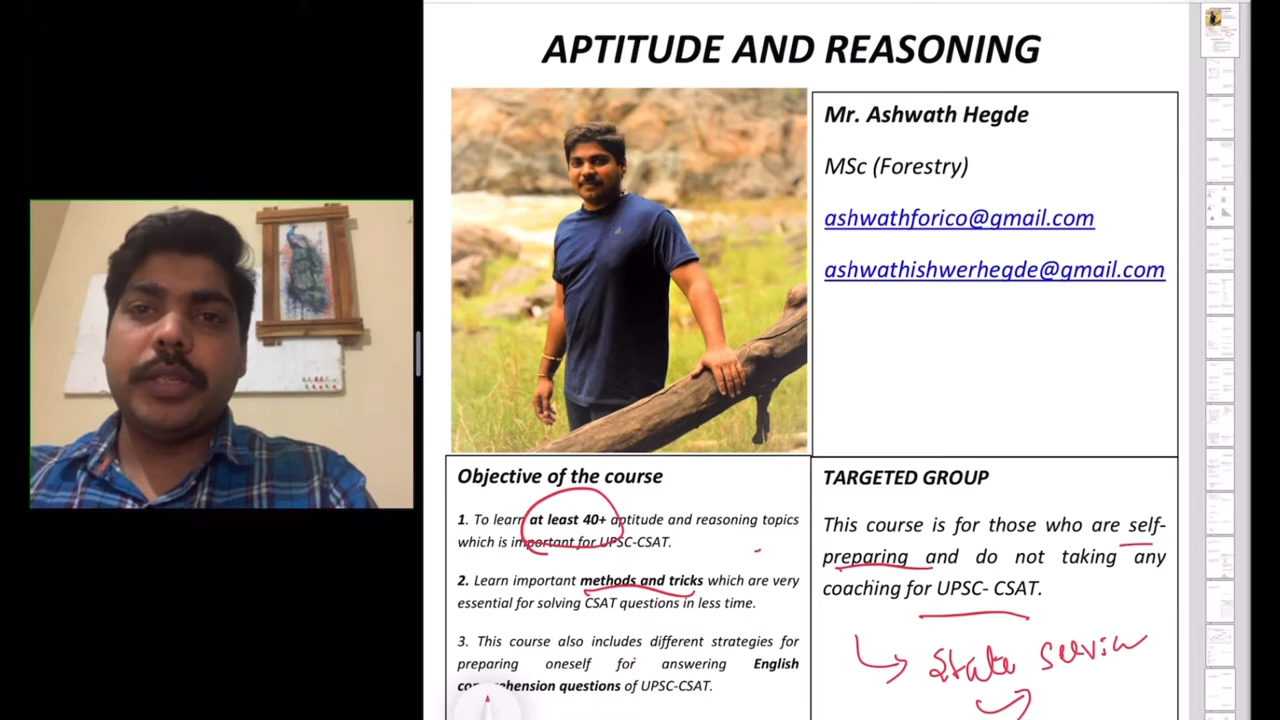 APTITUDE AND REASONING
Mr. Ashwath Hegde
MSc (Forestry)
ashwathforico@gmail.com
ashwathishwerhegde@gmail.com
Objective of the course
1. To learn at least 40+ aptitude and reasoning topics
which is important for UPSC-CSAT.
2. Learn important methods and tricks which are very
essential for solving CSAT questions in less time.
3. This course also includes different strategies for
preparing oneself for answering English
comprehension questions of UPSC-CSAT.
TARGETED GROUP
This course is for those who are self-
preparing and do not taking any
coaching for UPSC- CSAT.
State Service